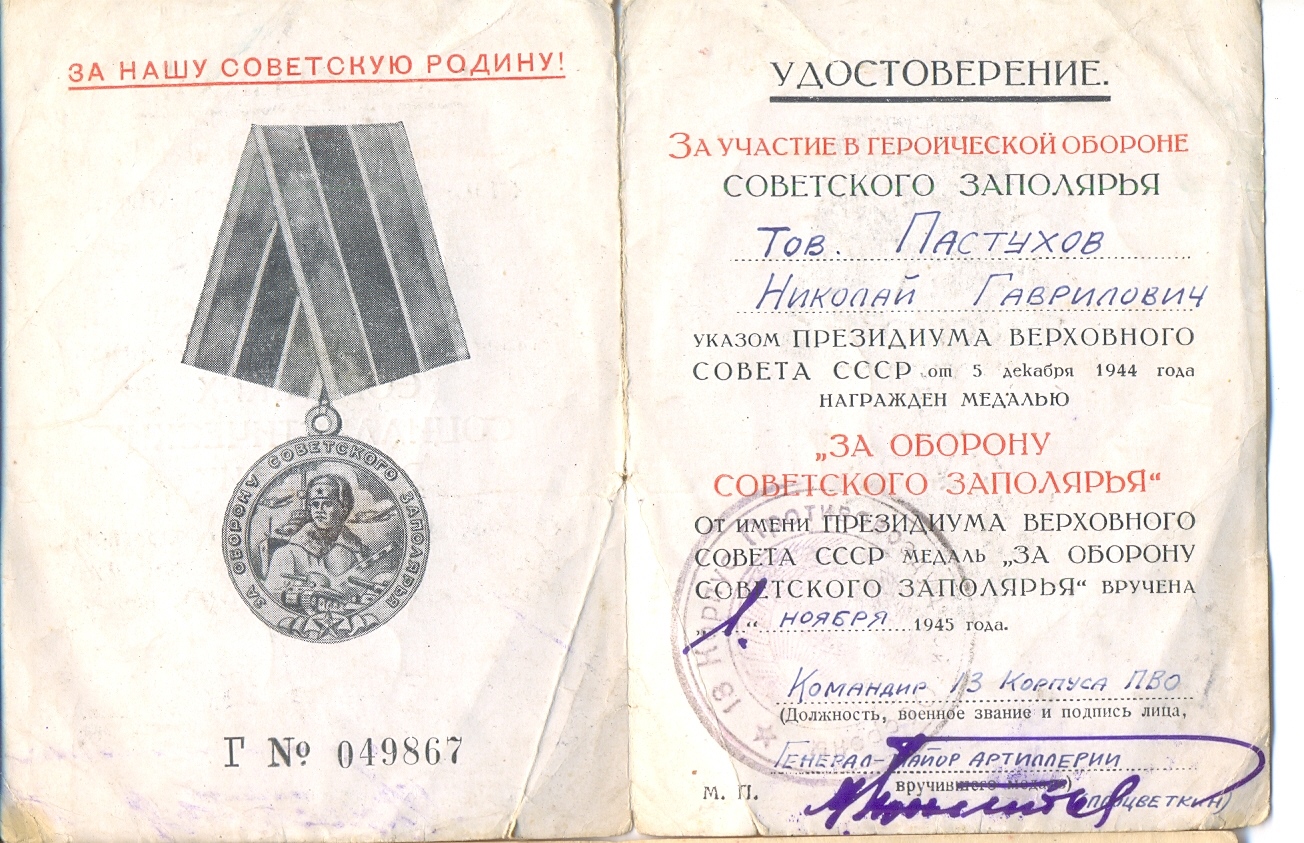 ЗА НАШУ СОВЕТСКУЮ РОДИНУ!
ЗА ОБОРОНУ СОВЕТСКОГО ЗАПОЛЯРЬЯ
Г № 049867
УДОСТОВЕРЕНИЕ.
ЗА УЧАСТИЕ В ГЕРОИЧЕСКОЙ ОБОРОНЕ
СОВЕТСКОГО ЗАПОЛЯРЬЯ
Тов. Пастухов
Николай Гаврилович
УКАЗОМ ПРЕЗИДИУМА ВЕРХОВНОГО
СОВЕТА СССР от 5 декабря 1944 года
НАГРАЖДЕН МЕДАЛЬЮ
„ЗА ОБОРОНУ
СОВЕТСКОГО ЗАПОЛЯРЬЯ“
ОТ ИМЕНИ ПРЕЗИДИУМА ВЕРХОВНОГО
СОВЕТА СССР МЕДАЛЬ „ЗА ОБОРОНУ
СОВЕТСКОГО ЗАПОЛЯРЬЯ“ ВРУЧЕНА
„1“ НОЯБРЯ 1945 года.
Командир 13 Корпуса ПВО
(Должность, военное звание и подпись лица,
Генерал-майор артиллерии
вручившего медаль)
М. П.
13 КОРПУС